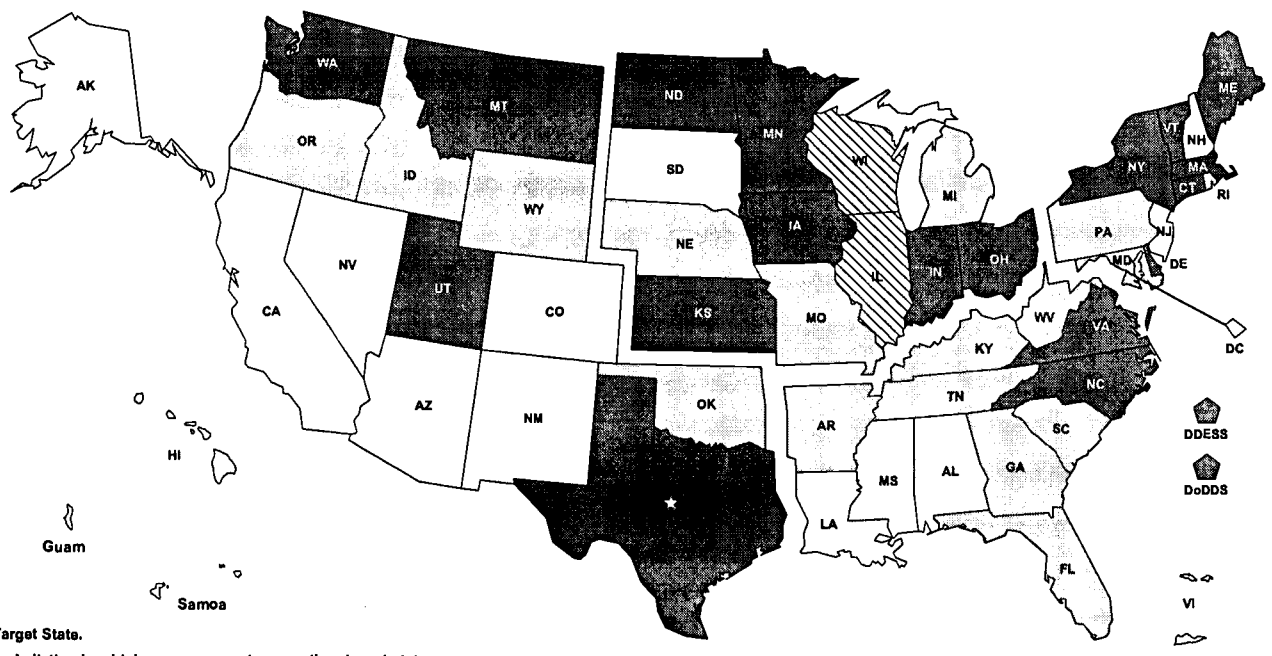 AK
WA
MT
ND
MN
ME
VT
NH
OR
ID
SD
WI
NY
MA
CT
RI
WY
MI
IA
NE
PA
NJ
NV
UT
CO
IL
IN
OH
MD
DE
CA
KS
MO
WV
VA
DC
KY
NC
TN
AZ
NM
OK
AR
SC
DDESS
HI
MS
AL
GA
DoDDS
LA
Guam
FL
Samoa
VI
Target State.